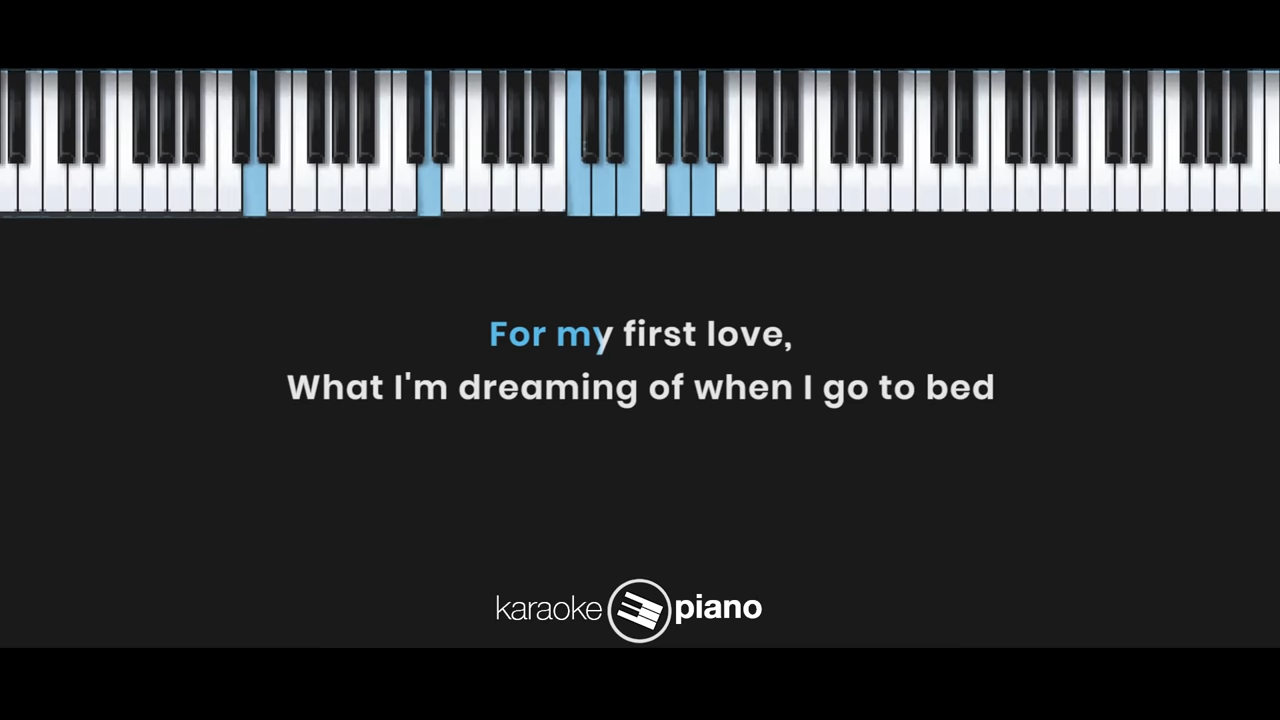 For my first love,
What I'm dreaming of when I go to bed
karaoke piano